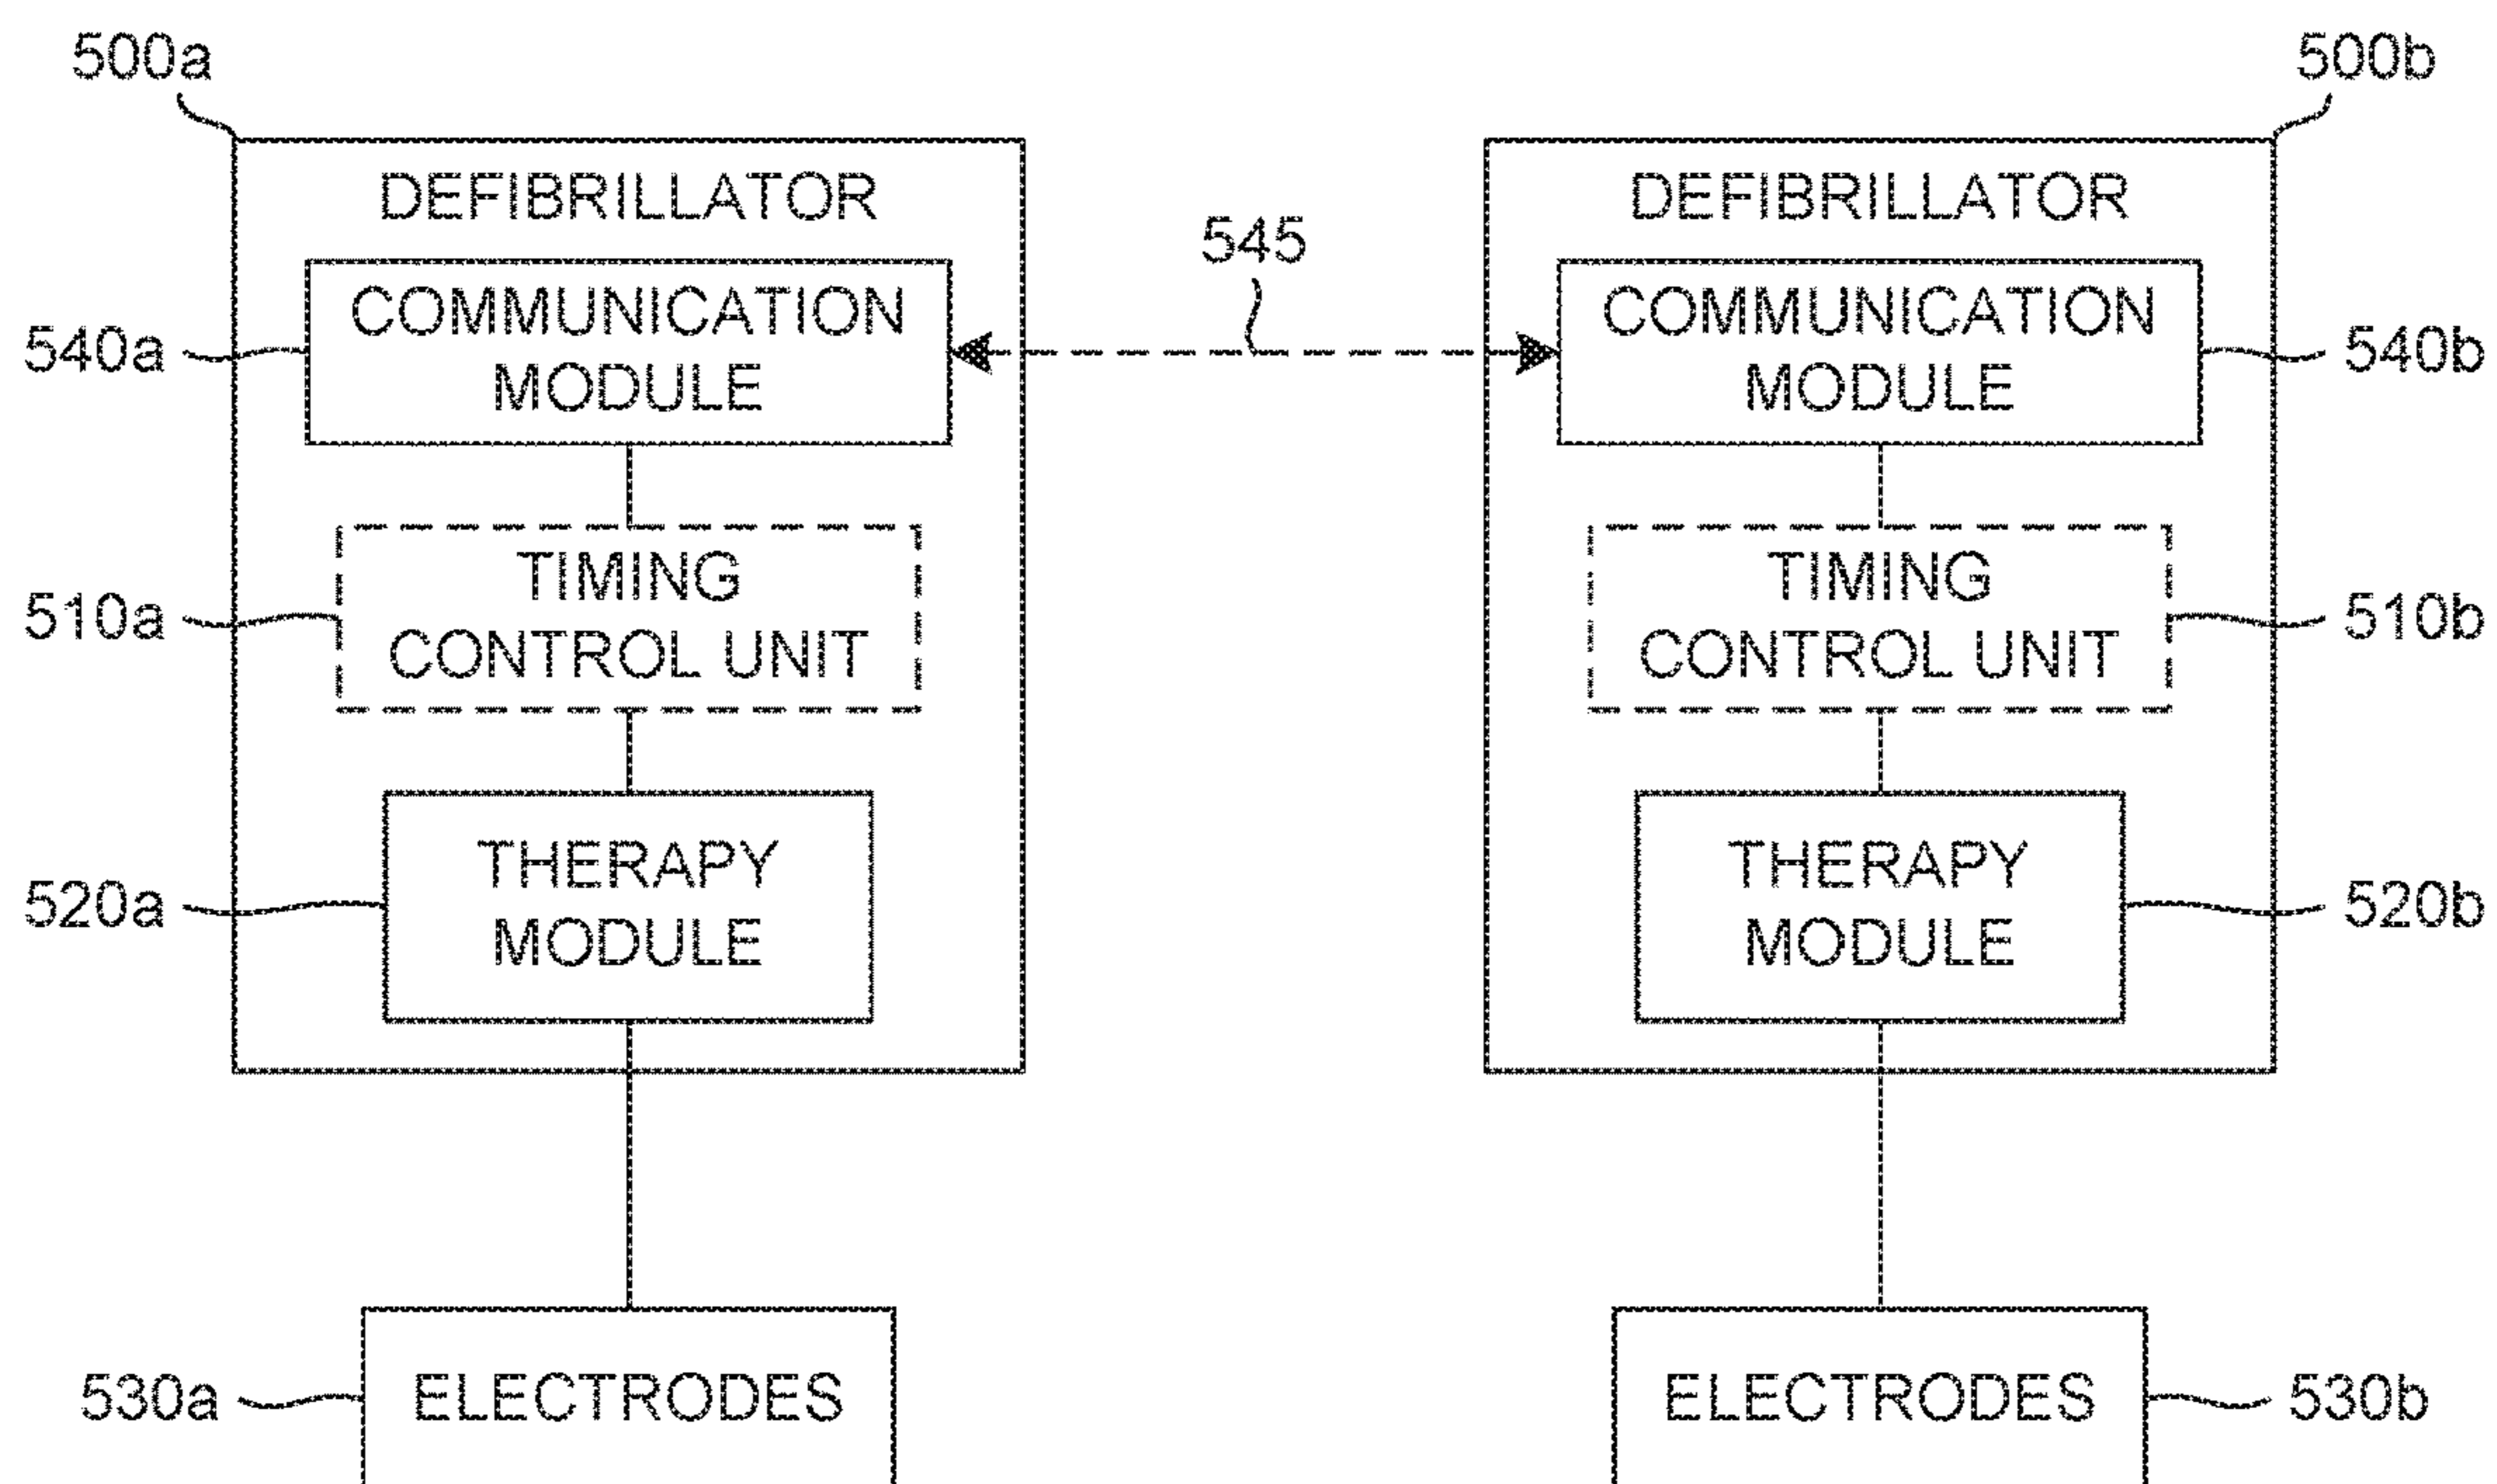 500a
500b
DEFIBRILLATOR
DEFIBRILLATOR
545
COMMUNICATION
MODULE
COMMUNICATION
MODULE
540a
540b
TIMING
CONTROL UNIT
TIMING
CONTROL UNIT
510a
510b
THERAPY
MODULE
THERAPY
MODULE
520a
520b
530a
ELECTRODES
ELECTRODES
530b